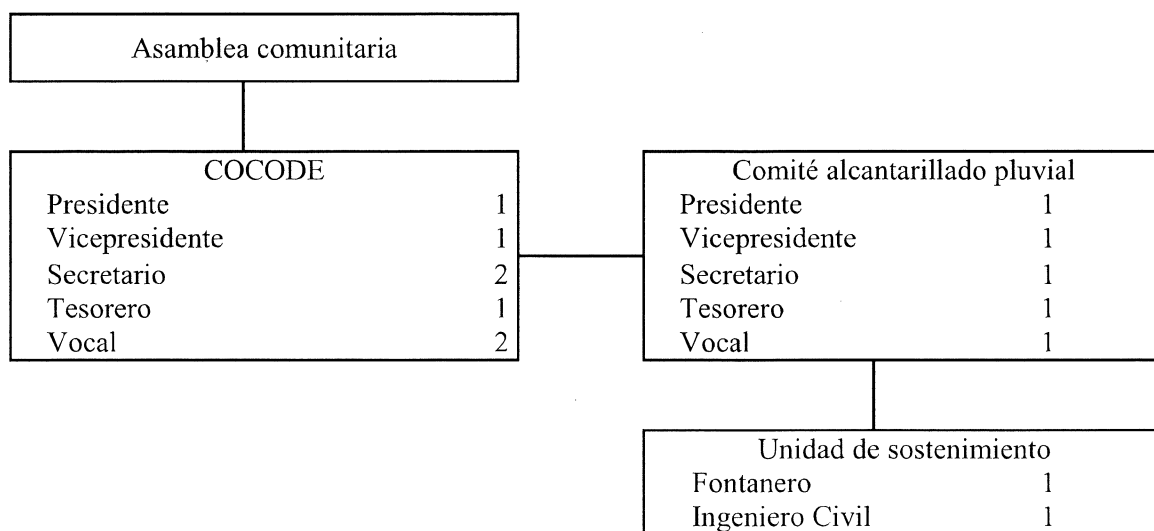 Asamblea comunitaria
COCODE
Presidente 1
Vicepresidente 1
Secretario 2
Tesorero 1
Vocal 2
Comité alcantarillado pluvial
Presidente 1
Vicepresidente 1
Secretario 1
Tesorero 1
Vocal 1
Unidad de sostenimiento
Fontanero 1
Ingeniero Civil 1